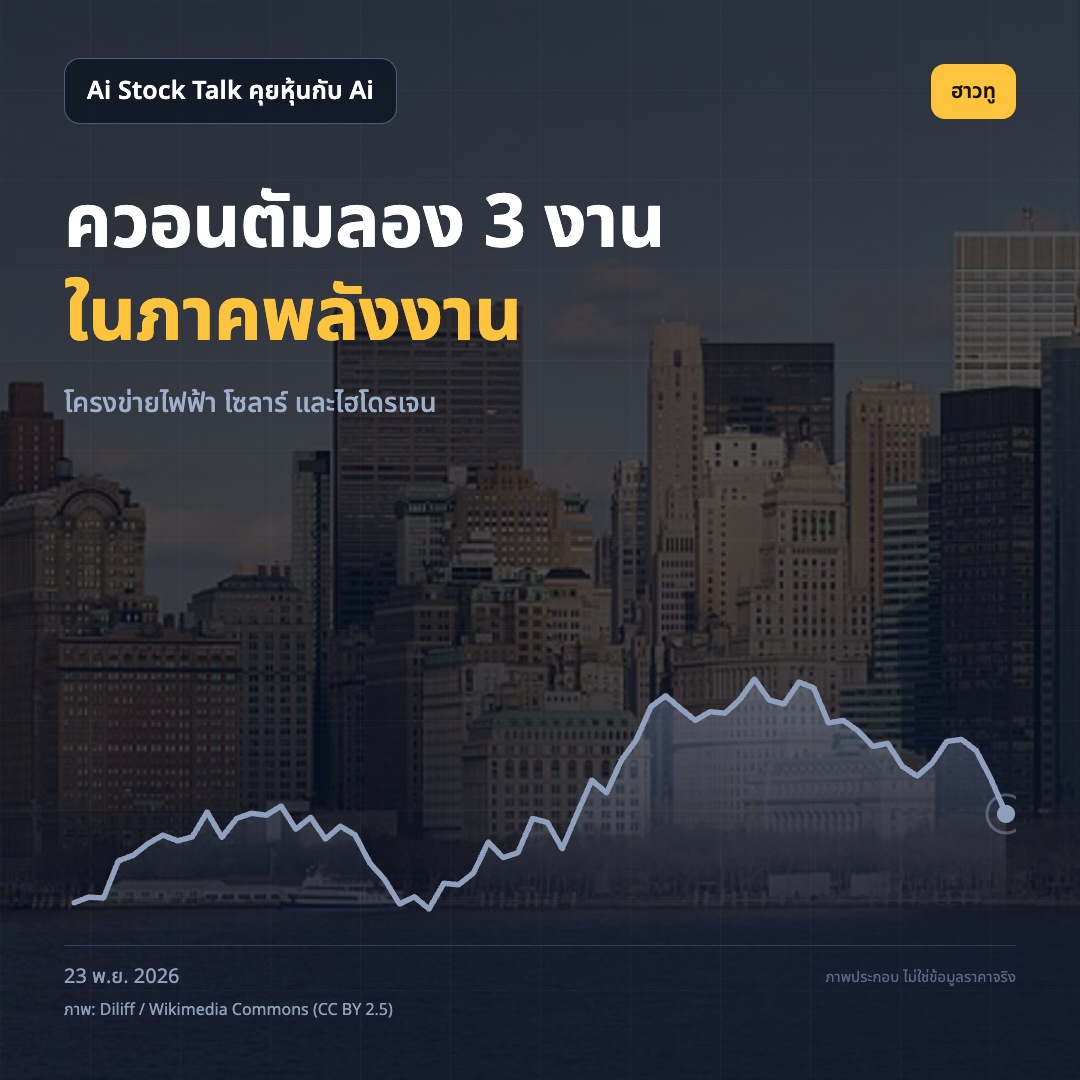 Ai Stock Talk คุยหุ้นกับ Ai
ฮาวทู
ควอนตัมลอง 3 งาน
ในภาคพลังงาน
โครงข่ายไฟฟ้า โซลาร์ และไฮโดรเจน
23 พ.ย. 2026
ภาพประกอบ ไม่ใช่ข้อมูลราคาจริง
ภาพ: Diliff / Wikimedia Commons (CC BY 2.5)